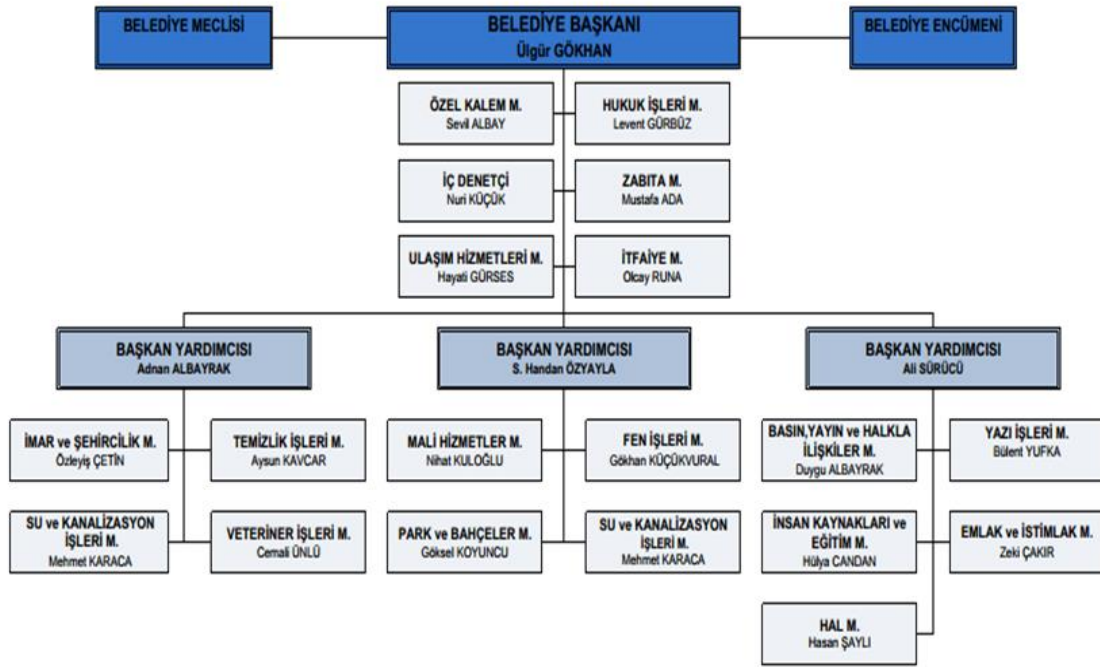 BELEDİYE MECLİSİ
BELEDİYE BAŞKANI
Ülgür GÖKHAN
BELEDİYE ENCÜMENİ
ÖZEL KALEM M.
Sevil ALBAY
HUKUK İŞLERİ M.
Levent GÜRBÜZ
İÇ DENETÇİ
Nuri KÜÇÜK
ZABITA M.
Mustafa ADA
ULAŞIM HİZMETLERİ M.
Hayati GÜRSES
İTFAİYE M.
Olcay RUNA
BAŞKAN YARDIMCISI
Adnan ALBAYRAK
BAŞKAN YARDIMCISI
S. Handan ÖZYAYLA
BAŞKAN YARDIMCISI
Ali SÜRÜCÜ
İMAR ve ŞEHİRCİLİK M.
Özleyiş ÇETİN
TEMİZLİK İŞLERİ M.
Aysun KAVCAR
MALİ HİZMETLER M.
Nihat KULOĞLU
FEN İŞLERİ M.
Gökhan KÜÇÜKVURAL
BASIN,YAYIN ve HALKLA
İLİŞKİLER M.
Duygu ALBAYRAK
YAZI İŞLERİ M.
Bülent YUFKA
SU ve KANALİZASYON
İŞLERİ M.
Mehmet KARACA
VETERİNER İŞLERİ M.
Cemali ÜNLÜ
PARK ve BAHÇELER M.
Göksel KOYUNCU
SU ve KANALİZASYON
İŞLERİ M.
Mehmet KARACA
İNSAN KAYNAKLARI ve
EĞİTİM M.
Hülya CANDAN
EMLAK ve İSTİMLAK M.
Zeki ÇAKIR
HAL M.
Hasan ŞAYLI